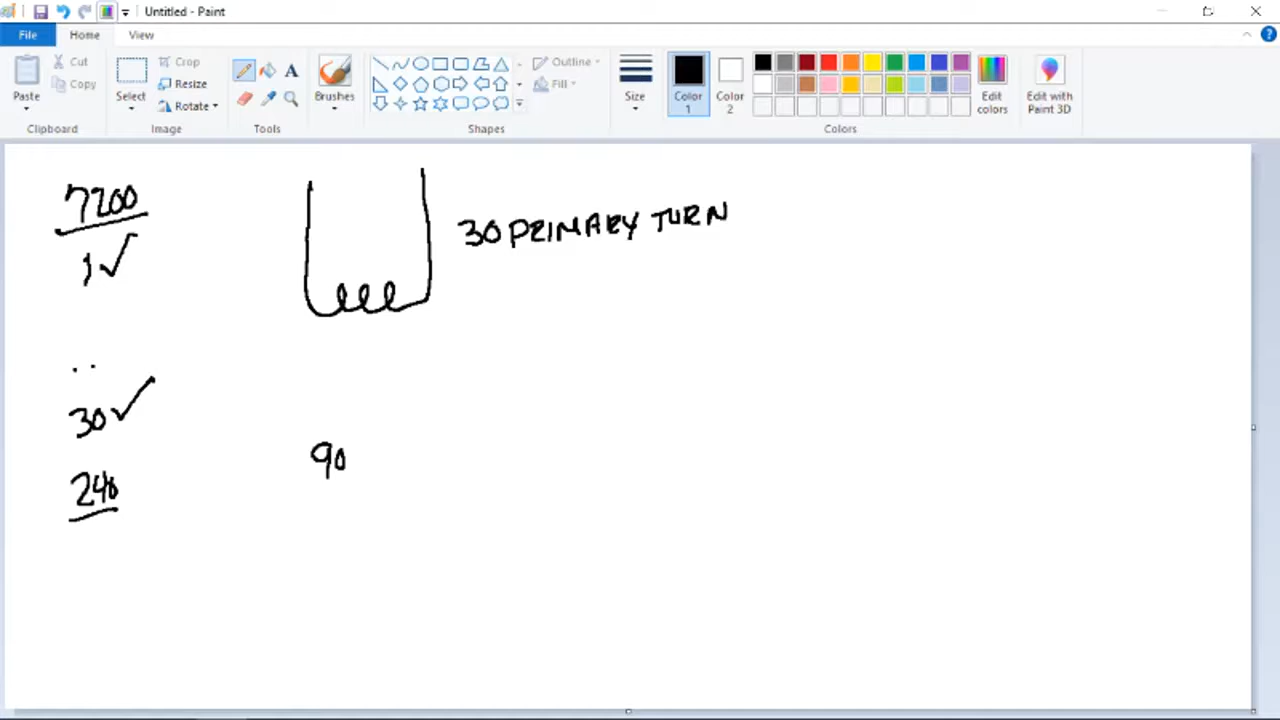 Untitled - Paint
File Home View
Paste
Cut
Copy
Clipboard
Select
Crop
Resize
Rotate
Image
Tools
Brushes
Shapes
Outline
Fill
Size
Color 1
Color 2
Edit colors
Colors
Edit with Paint 3D
7200
1
30 PRIMARY TURN
30
240
90